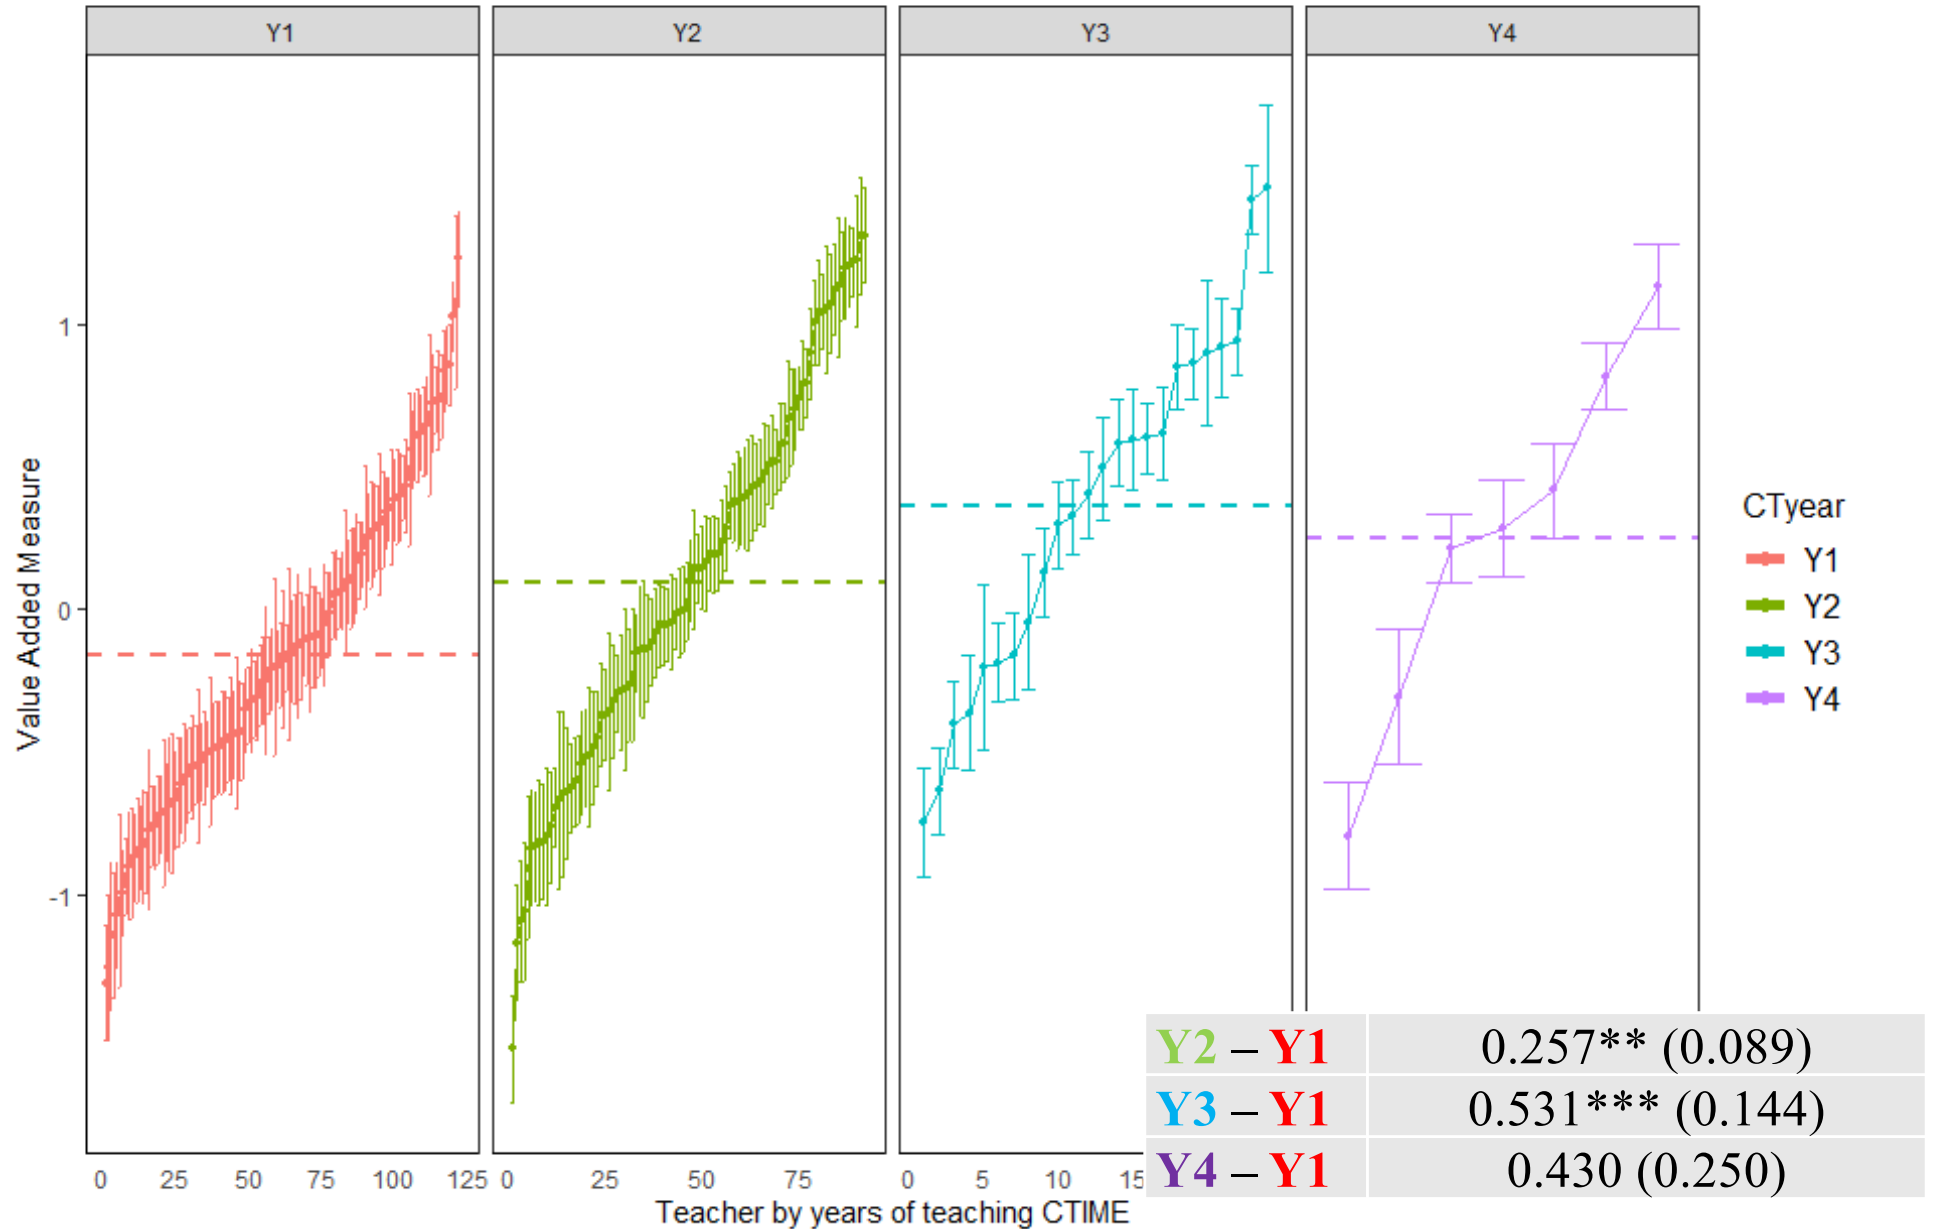 Y1 Y2 Y3 Y4
Value Added Measure
1
0
-1
0 25 50 75 100 125 0 25 50 75 0 5 10 15
Teacher by years of teaching CTIME
CTyear
Y1
Y2
Y3
Y4
Y2 – Y1 0.257** (0.089)
Y3 – Y1 0.531*** (0.144)
Y4 – Y1 0.430 (0.250)